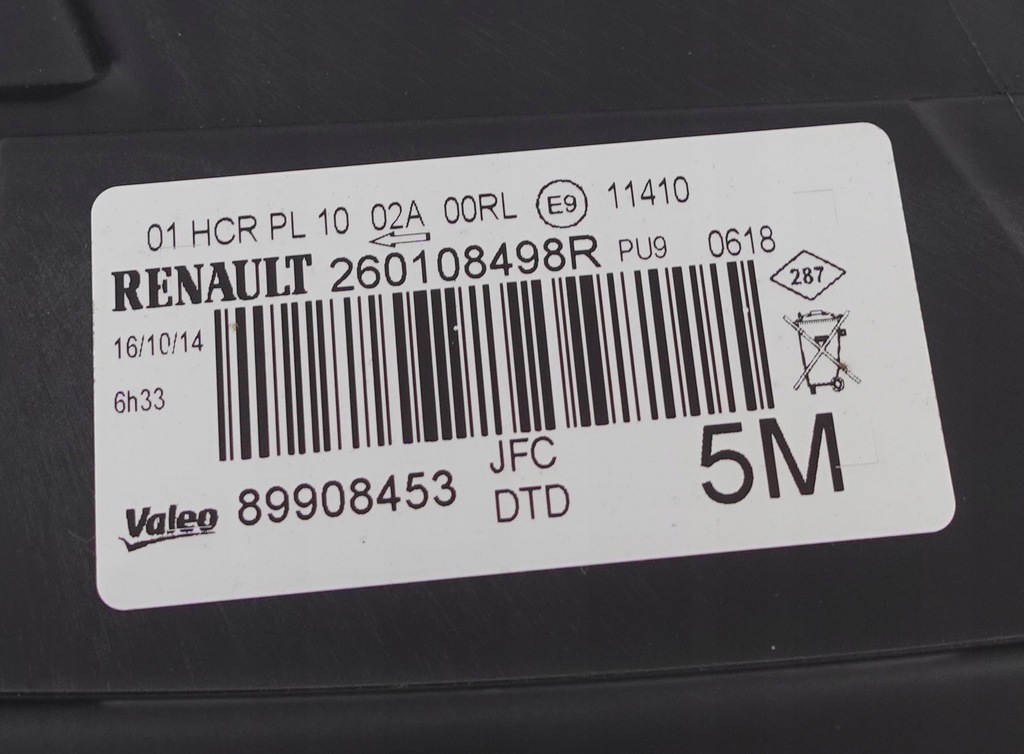 01 HCR PL 10 02A 00RL E9 11410
RENAULT 260108498R PU9 0618
287
16/10/14
6h33
JFC
5M
Valeo 89908453
DTD